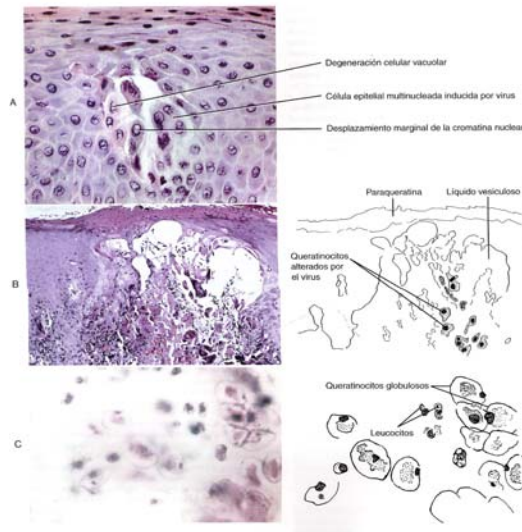 A
Degeneración celular vacuolar
Célula epitelial multinucleada inducida por virus
Desplazamiento marginal de la cromatina nuclear
B
Paraqueratina
Líquido vesiculoso
Queratinocitos
alterados por
el virus
C
Queratinocitos globulosos
Leucocitos